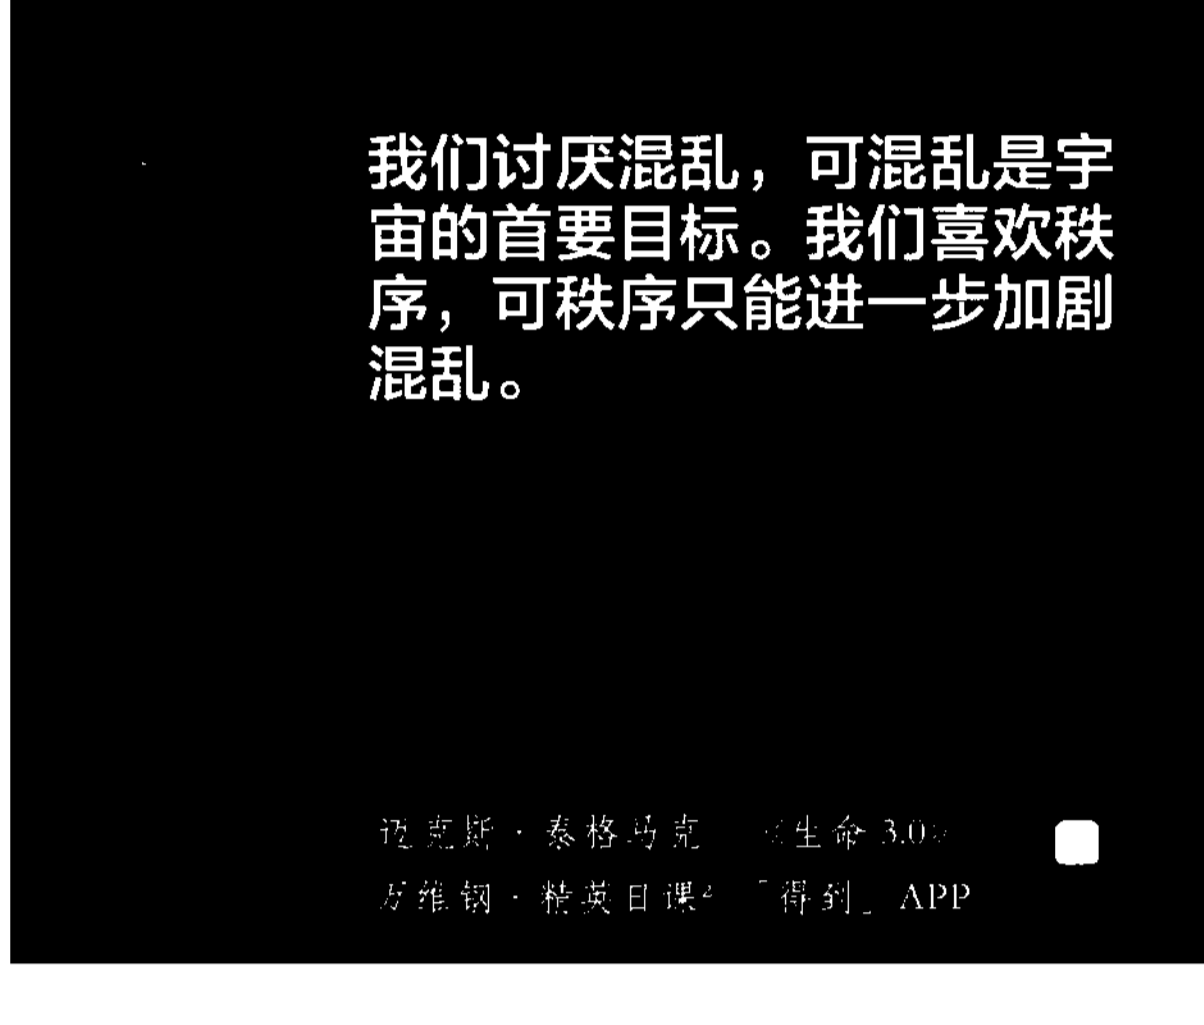 我们讨厌混乱，可混乱是宇
宙的首要目标。我们喜欢秩
序，可秩序只能进一步加剧
混乱。
迈克斯·泰格马克 《生命 3.0》
万维钢·精英日课² 「得到」 APP